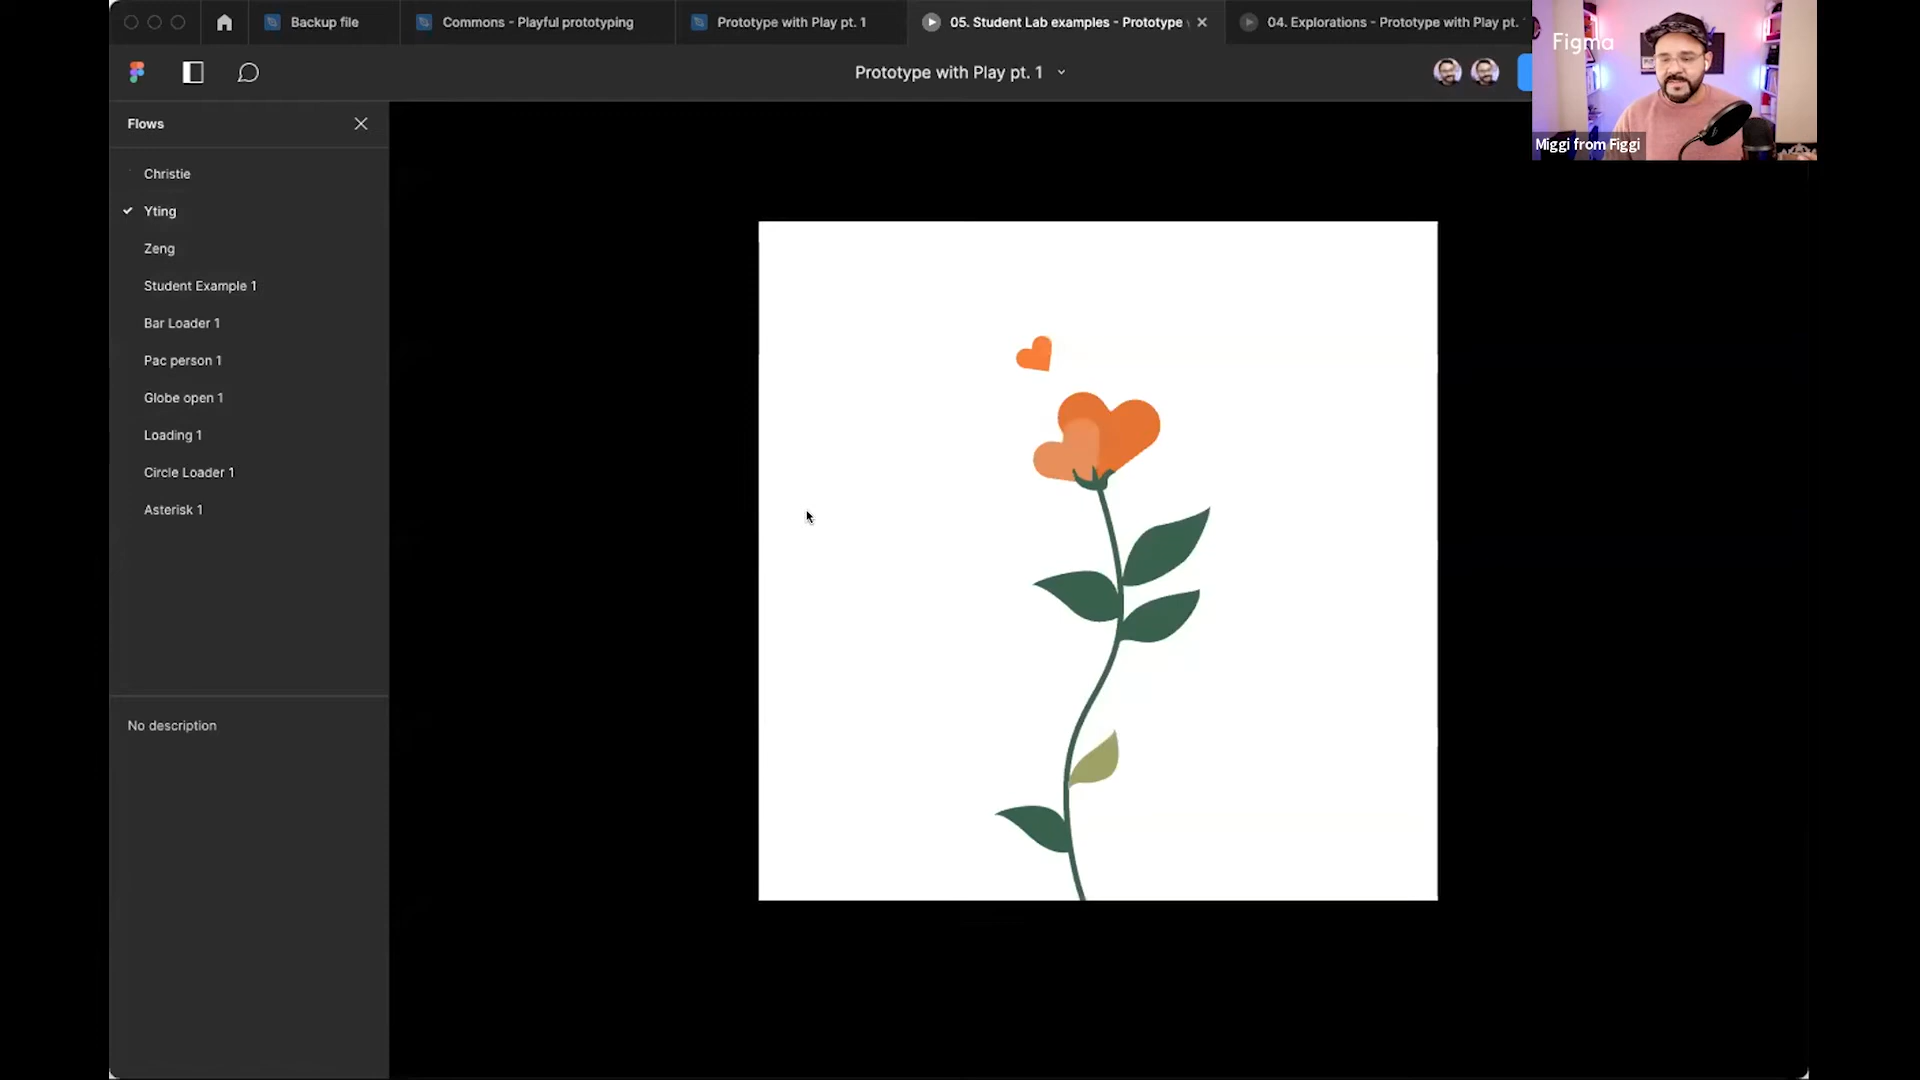 Backup file
Commons - Playful prototyping
Prototype with Play pt. 1
05. Student Lab examples - Prototype
04. Explorations - Prototype with Play pt.
Figma
Prototype with Play pt. 1
Miggi from Figgi
Flows
Christie
Yting
Zeng
Student Example 1
Bar Loader 1
Pac person 1
Globe open 1
Loading 1
Circle Loader 1
Asterisk 1
No description